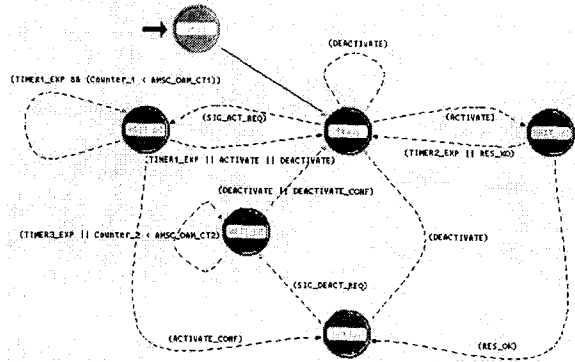 (DEACTIVATE)
(TIMER1_EXP && (Counter_1 < AMSC_OAM_CT1))
(SIG_ACT_REQ)
(ACTIVATE)
(TIMER1_EXP || ACTIVATE || DEACTIVATE)
(TIMER2_EXP || RES_KO)
(DEACTIVATE || DEACTIVATE_CONF)
(TIMER3_EXP || Counter_2 < AMSC_OAM_CT2)
(DEACTIVATE)
(SIG_DEACT_REQ)
(ACTIVATE_CONF)
(RES_OK)